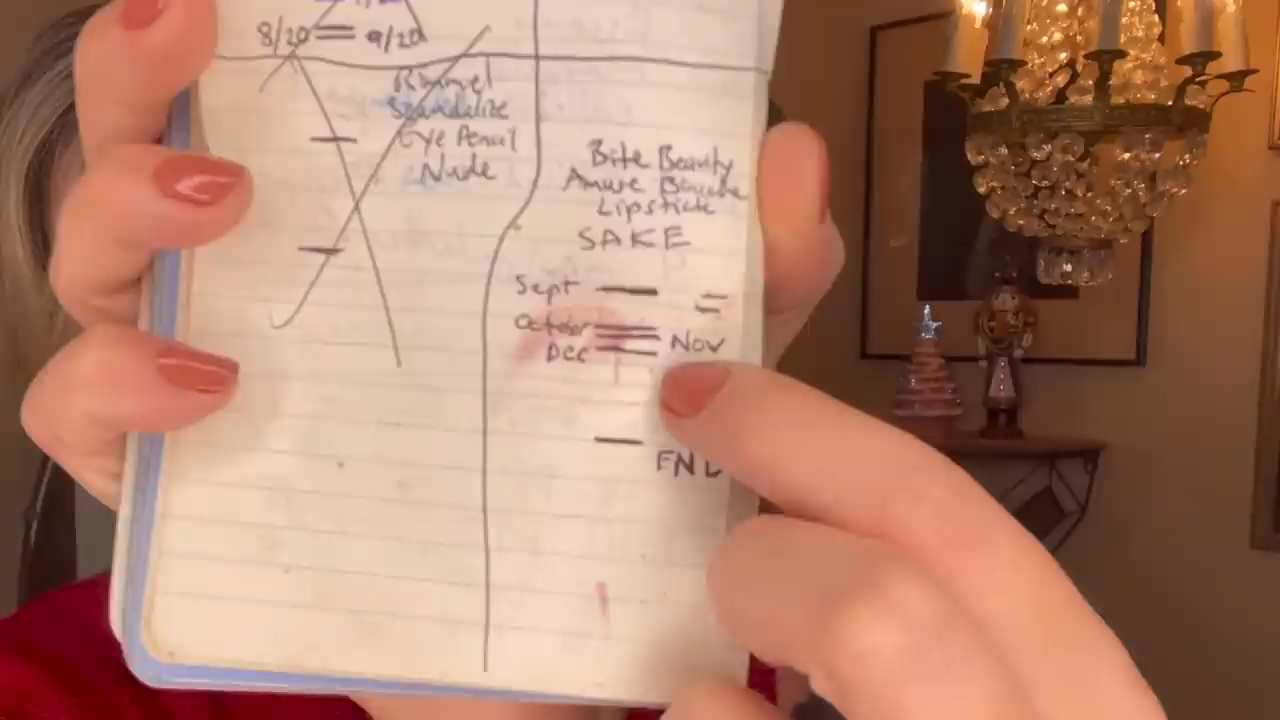 8/20 9/20
Rimmel
Scandalize
Eye Pencil
Nude
Bite Beauty
Amuse Bouche
Lipstick
SAKE
Sept
October
Dec Nov
END